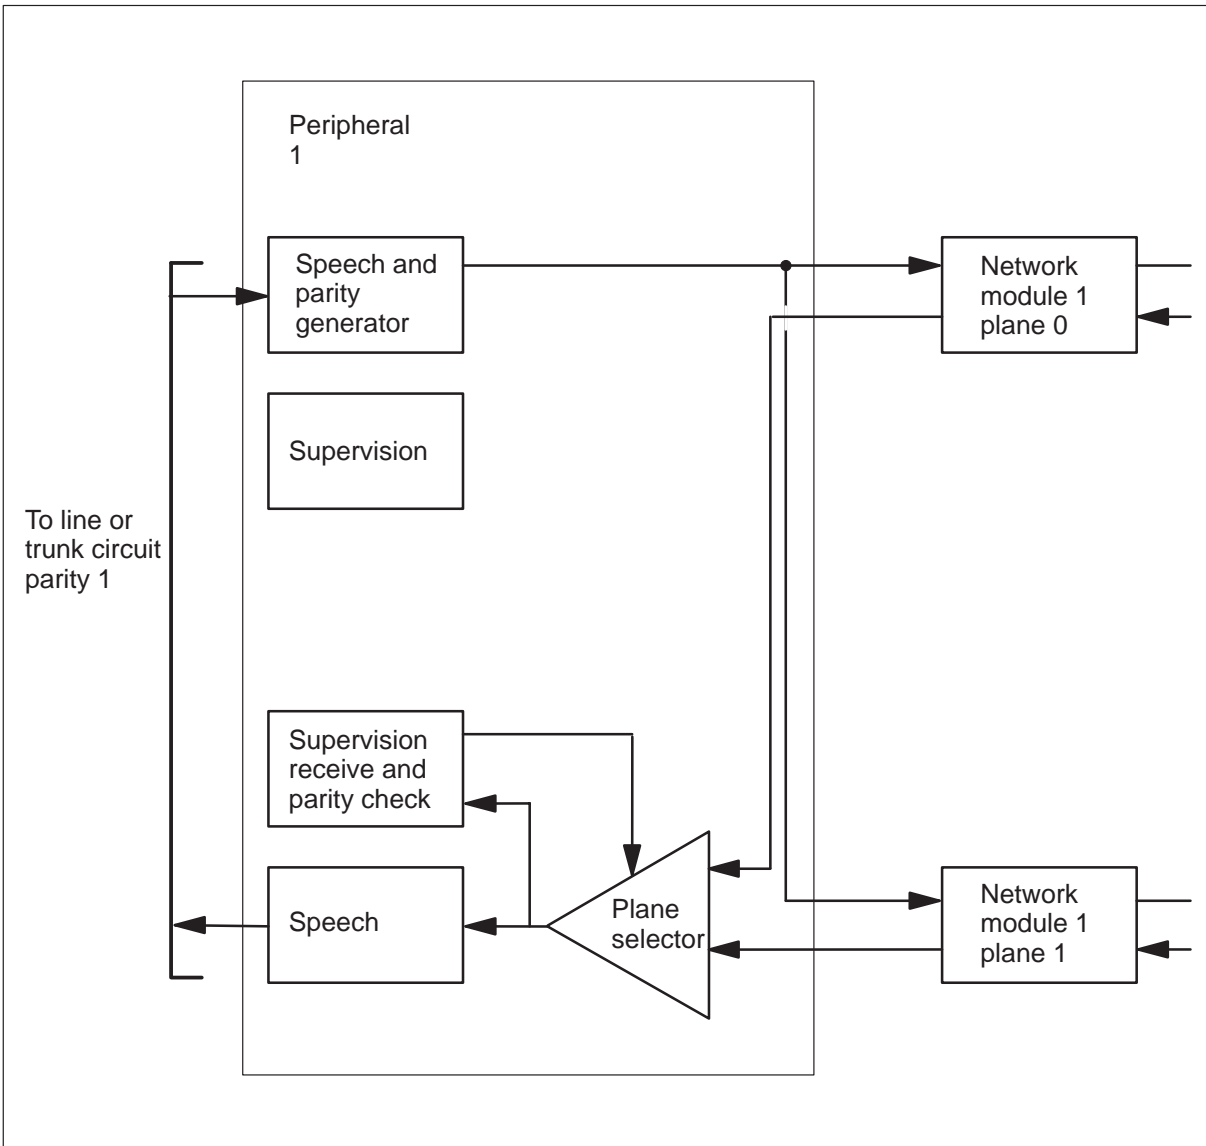 Peripheral
1
Speech and
parity
generator
Network
module 1
plane 0
Supervision
To line or
trunk circuit
parity 1
Supervision
receive and
parity check
Speech
Plane
selector
Network
module 1
plane 1